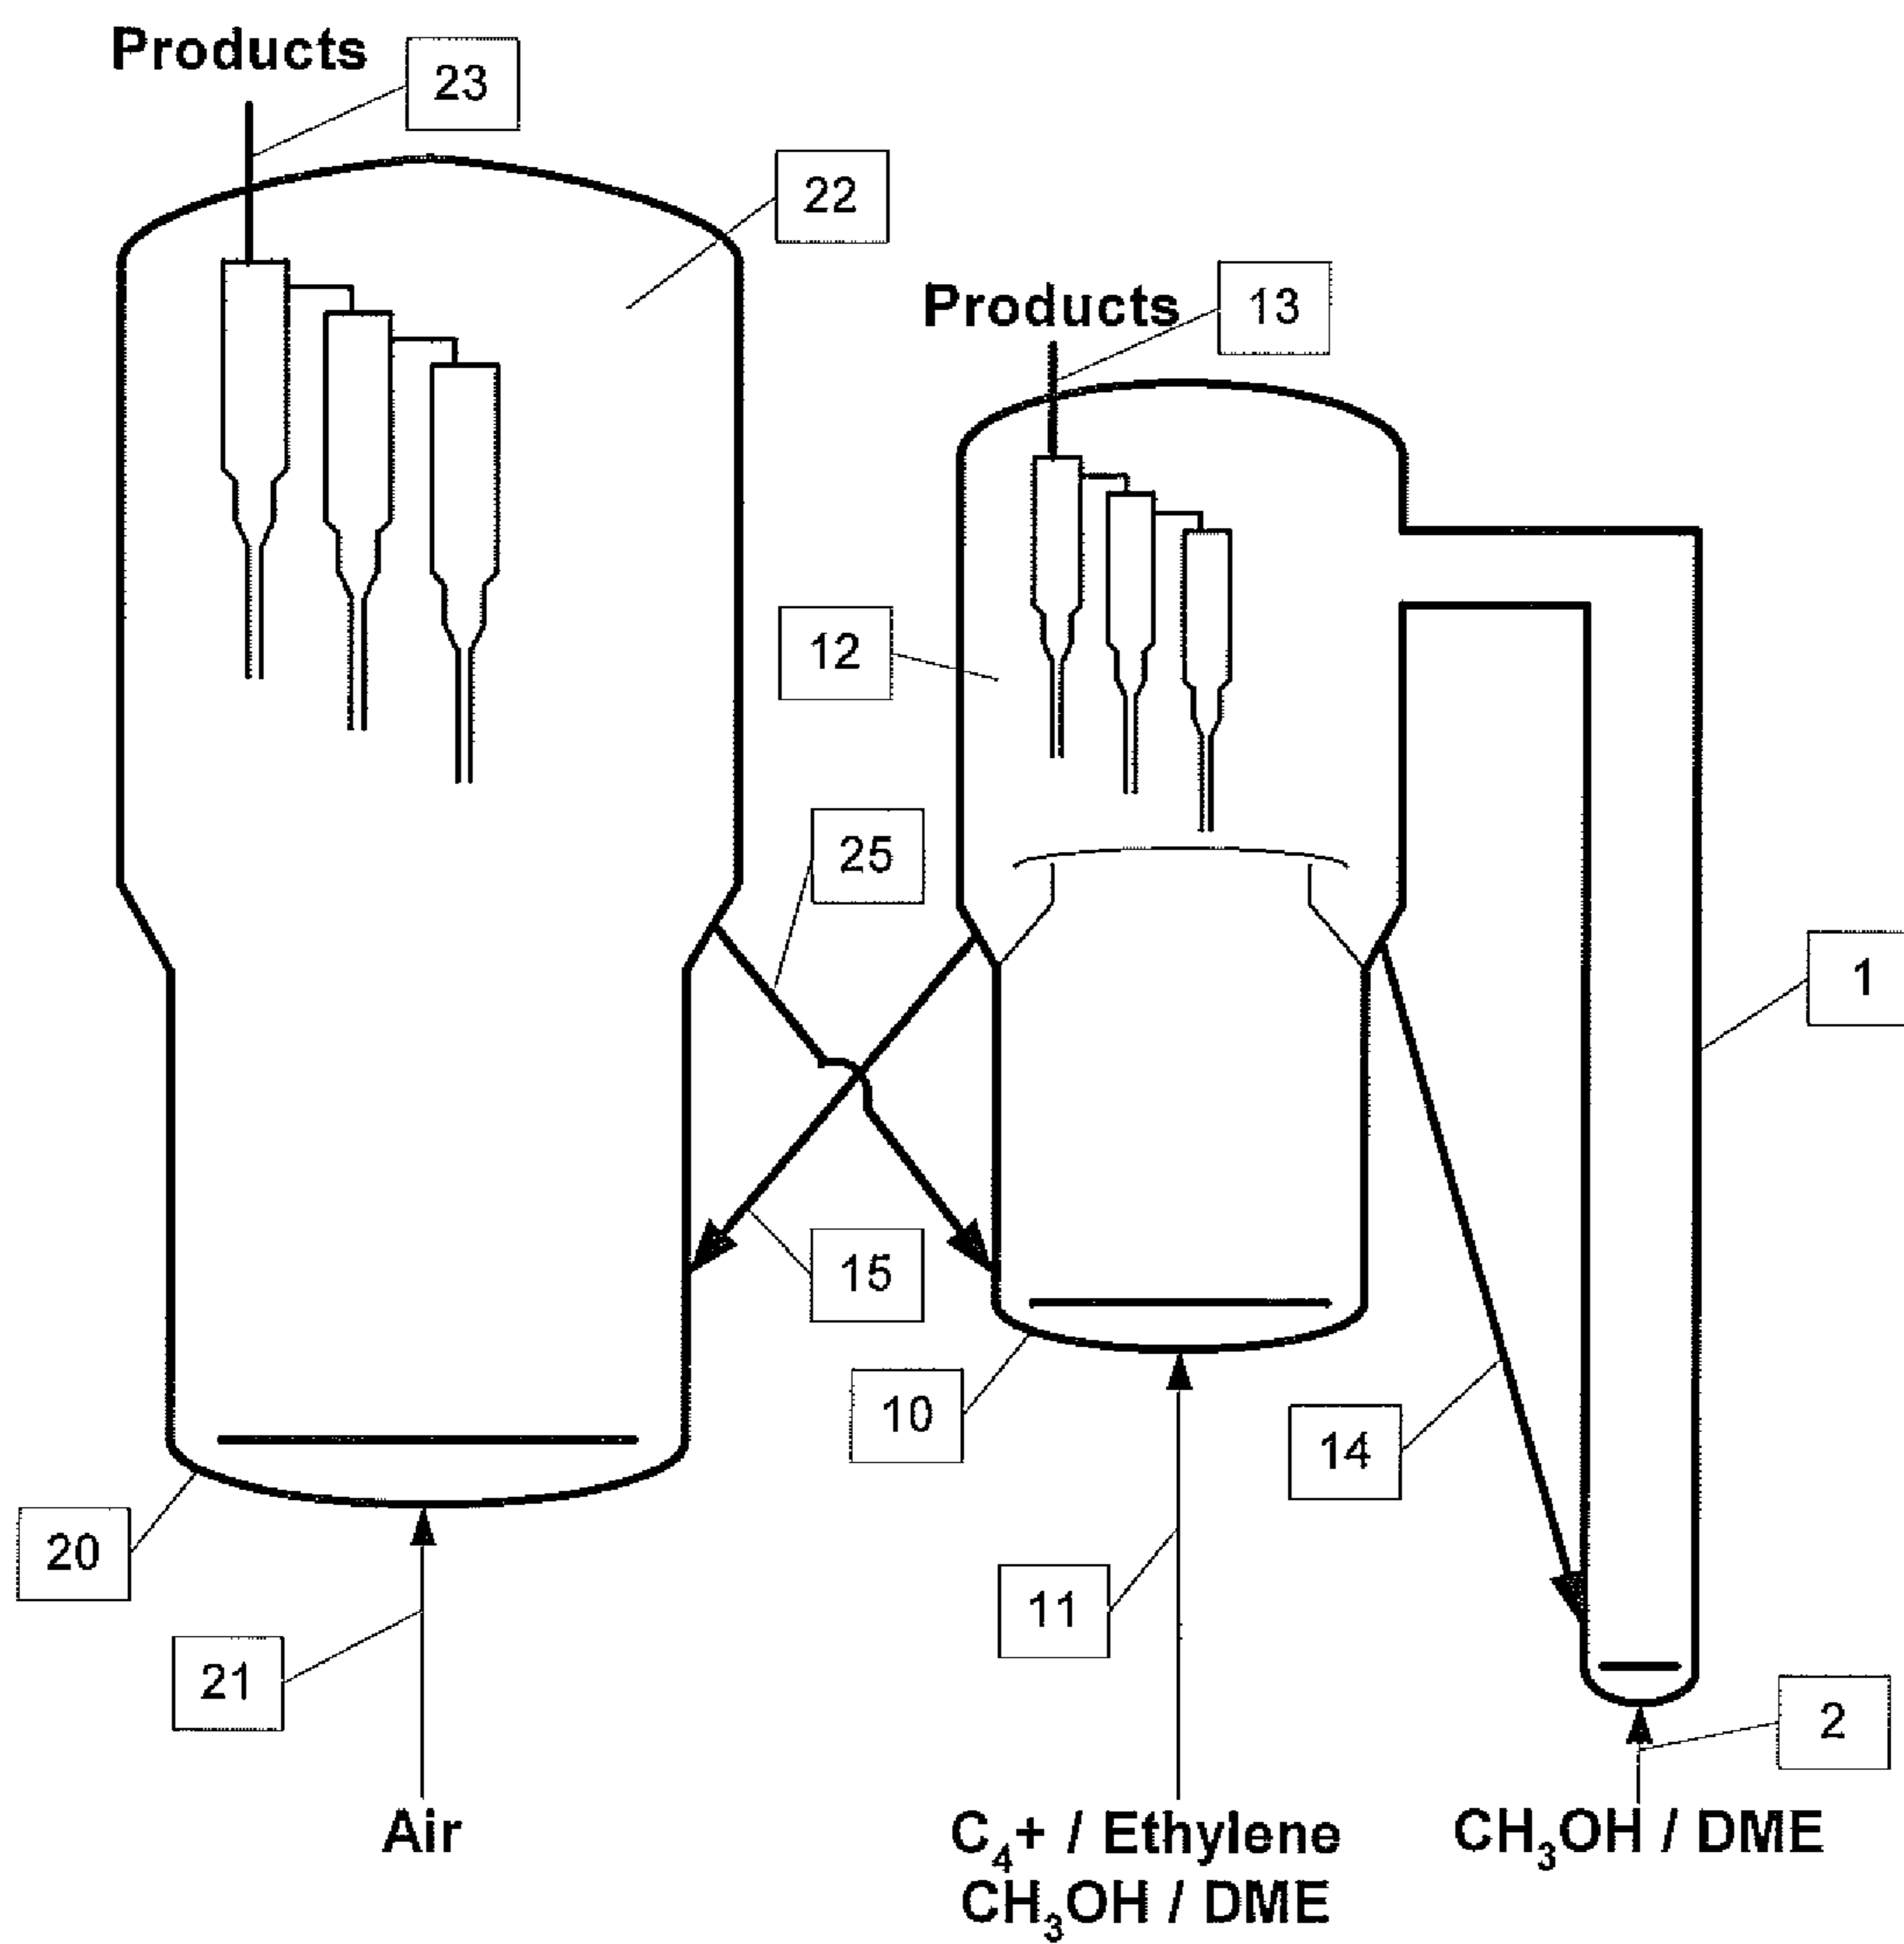 Products
23
22
Products
13
12
25
1
15
10
14
20
11
21
2
Air
C₄+ / Ethylene
CH₃OH / DME
CH₃OH / DME